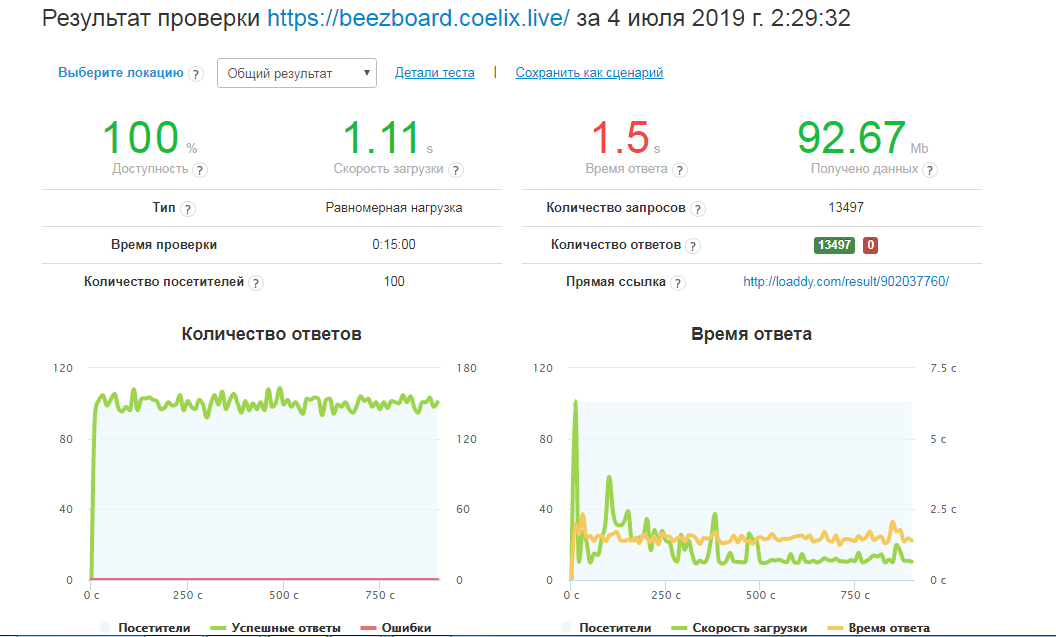 Результат проверки https://beezboard.coelix.live/ за 4 июля 2019 г. 2:29:32
Выберите локацию ? Общий результат Детали теста | Сохранить как сценарий
100 % 1.11 s 1.5 s 92.67 Mb
Доступность ? Скорость загрузки ? Время ответа ? Получено данных ?
Тип ? Равномерная нагрузка Количество запросов ? 13497
Время проверки 0:15:00 Количество ответов ? 13497 0
Количество посетителей ? 100 Прямая ссылка ? http://loaddy.com/result/902037760/
Количество ответов Время ответа
120 180 120 7.5 с
80 120 80 5 с
40 60 40 2.5 с
0 0 0 0 с
0 с 250 с 500 с 750 с 0 с 250 с 500 с 750 с
Посетители Успешные ответы Ошибки Посетители Скорость загрузки Время ответа